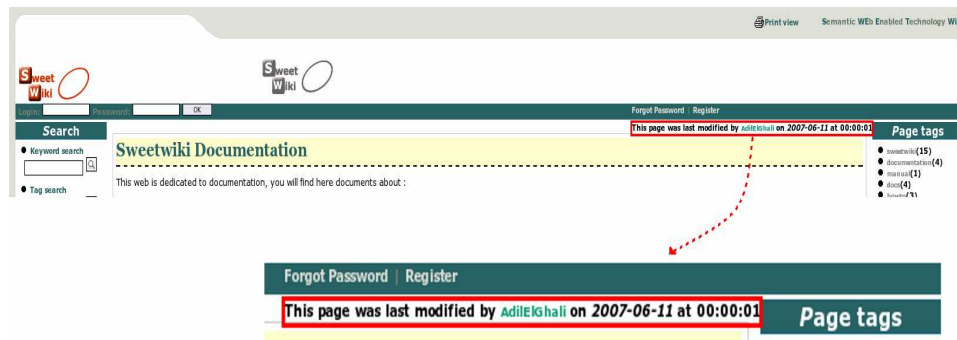 Print view Semantic WEb Enabled Technology Wi
Sweet Wiki
Sweet Wiki
Login: Password: OK Forgot Password | Register
This page was last modified by AdilElGhali on 2007-06-11 at 00:00:01
Search
Page tags
Keyword search
Sweetwiki Documentation
sweetwiki(15)
documentation(4)
manual(1)
This web is dedicated to documentation, you will find here documents about :
docs(4)
Tag search
howto(3)
Forgot Password | Register
This page was last modified by AdilElGhali on 2007-06-11 at 00:00:01
Page tags